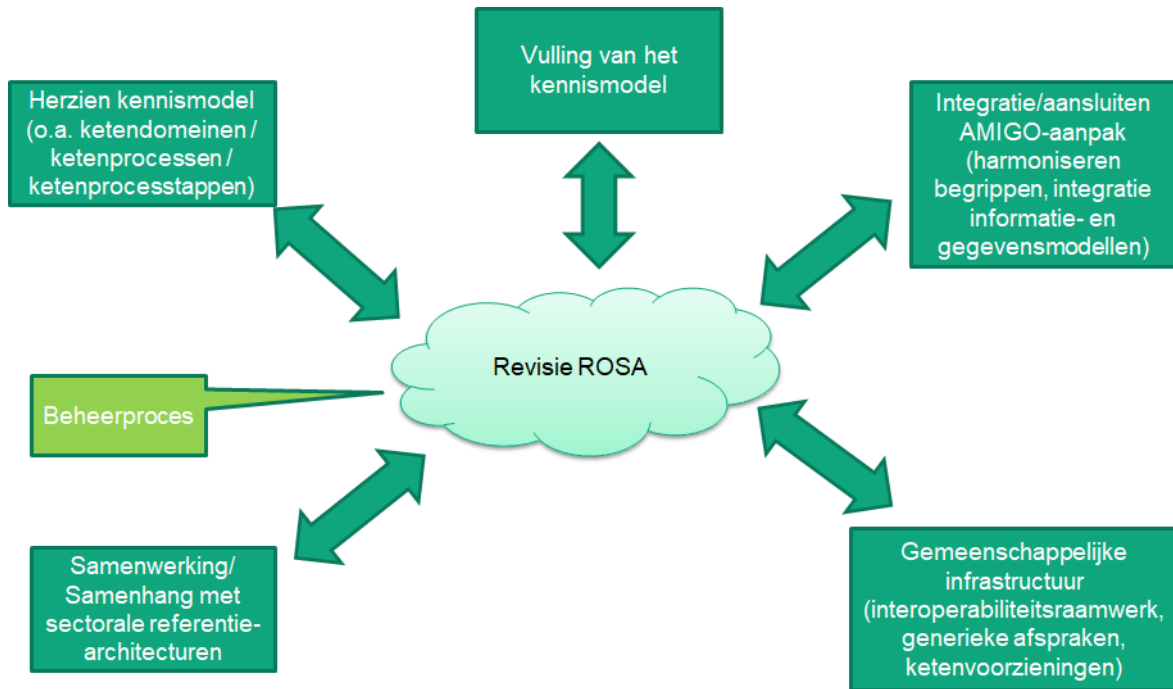 Vulling van het
kennismodel
Herzien kennismodel
(o.a. ketendomeinen /
ketenprocessen /
ketenprocesstappen)
Integratie/aansluiten
AMIGO-aanpak
(harmoniseren
begrippen, integratie
informatie- en
gegevensmodellen)
Revisie ROSA
Beheerproces
Samenwerking/
Samenhang met
sectorale referentie-
architecturen
Gemeenschappelijke
infrastructuur
(interoperabiliteitsraamwerk,
generieke afspraken,
ketenvoorzieningen)